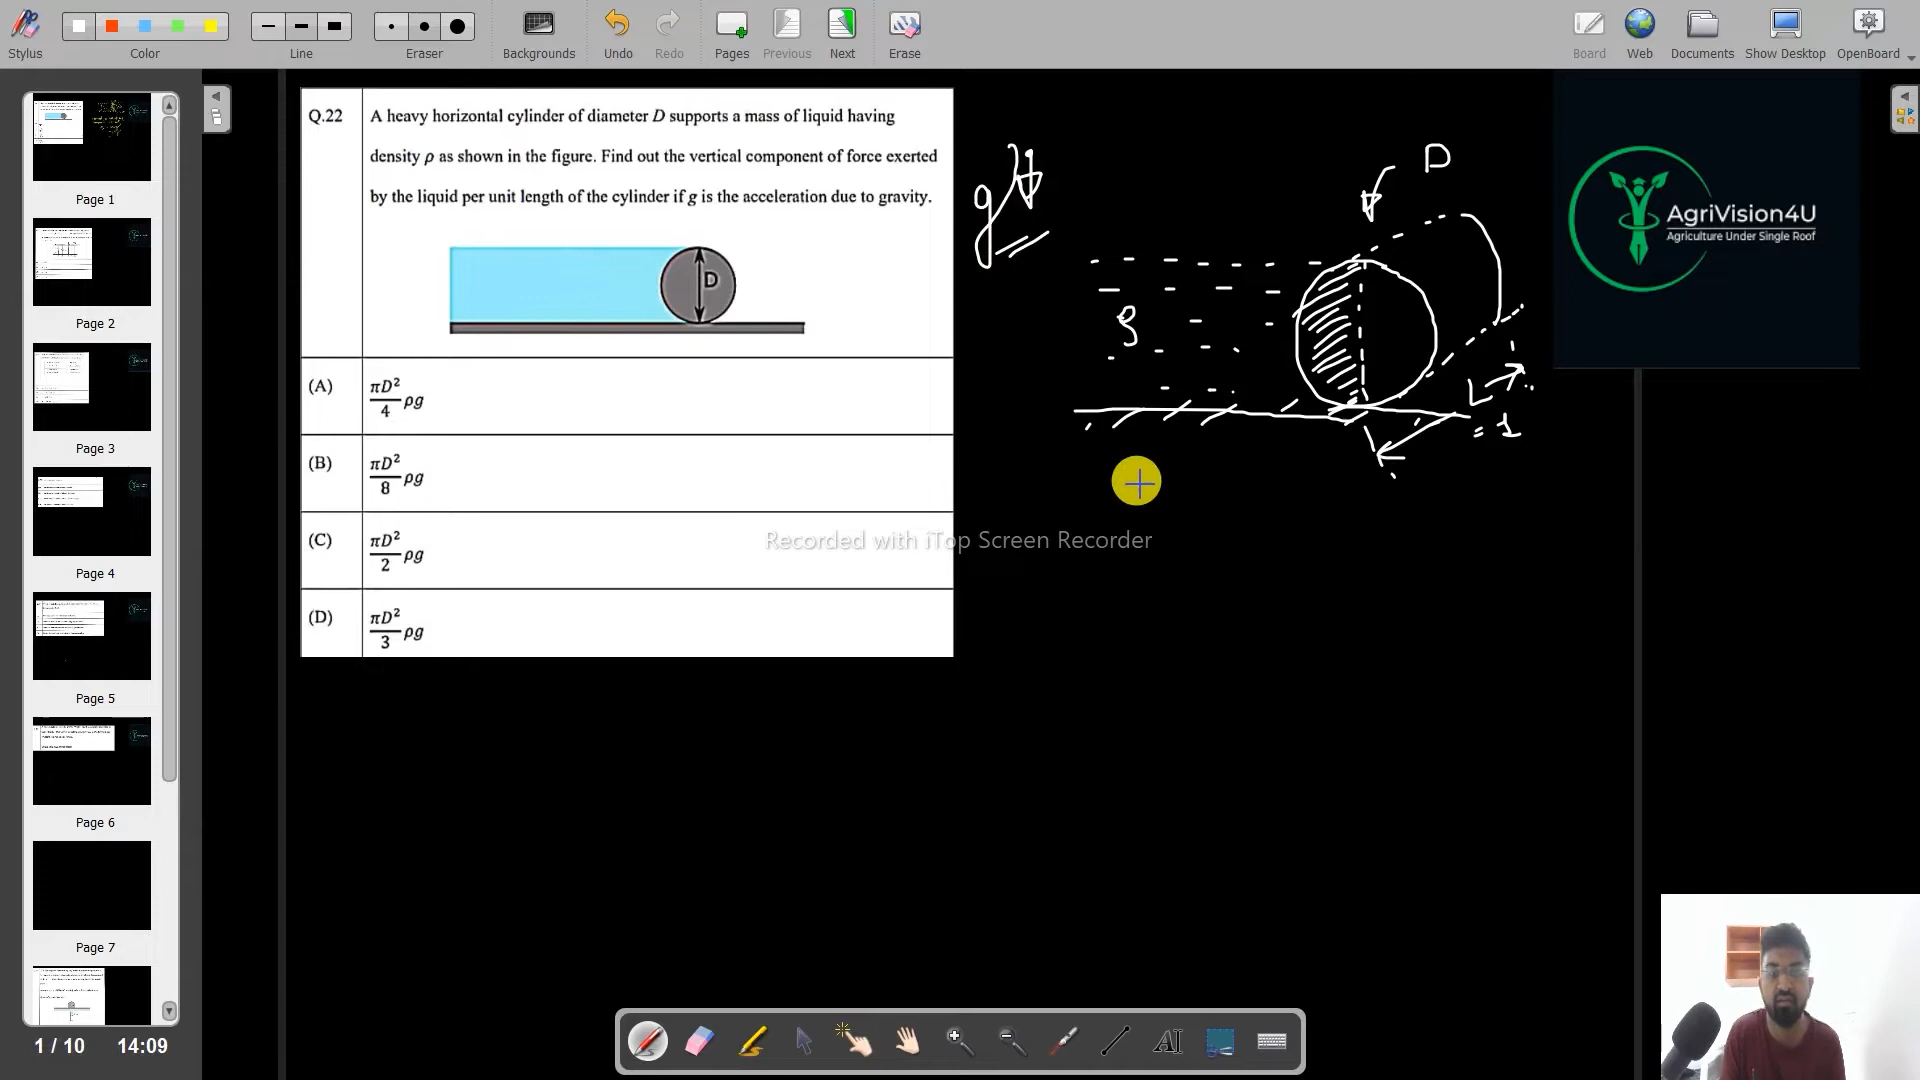 Stylus
Color
Line
Eraser
Backgrounds
Undo
Redo
Pages
Previous
Next
Erase
Board
Web
Documents
Show Desktop
OpenBoard
Page 1
Page 2
Page 3
Page 4
Page 5
Page 6
Page 7
1 / 10 14:09
Q.22 A heavy horizontal cylinder of diameter D supports a mass of liquid having
density ρ as shown in the figure. Find out the vertical component of force exerted
by the liquid per unit length of the cylinder if g is the acceleration due to gravity.
D
(A) πD²/4 ρg
(B) πD²/8 ρg
(C) πD²/2 ρg
(D) πD²/3 ρg
g
D
ρ
L
= 1
AgriVision4U
Agriculture Under Single Roof
Recorded with iTop Screen Recorder
AI